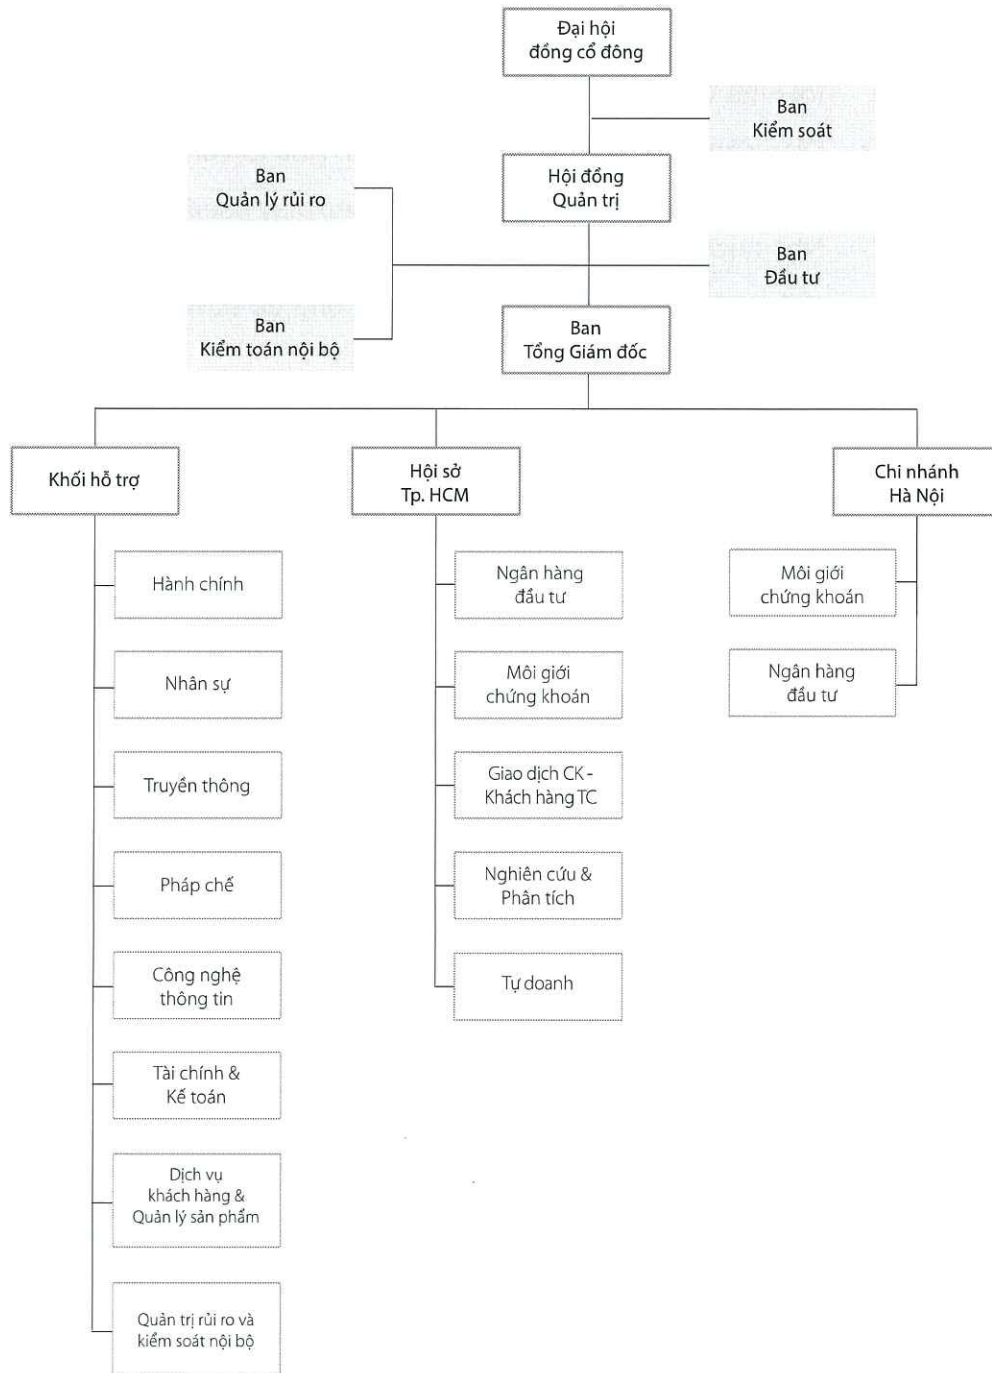 Đại hội
đồng cổ đông
Ban
Kiểm soát
Ban
Quản lý rủi ro
Hội đồng
Quản trị
Ban
Đầu tư
Ban
Kiểm toán nội bộ
Ban
Tổng Giám đốc
Khối hỗ trợ
Hội sở
Tp. HCM
Chi nhánh
Hà Nội
Hành chính
Nhân sự
Truyền thông
Pháp chế
Công nghệ
thông tin
Tài chính &
Kế toán
Dịch vụ
khách hàng &
Quản lý sản phẩm
Quản trị rủi ro và
kiểm soát nội bộ
Ngân hàng
đầu tư
Môi giới
chứng khoán
Giao dịch CK -
Khách hàng TC
Nghiên cứu &
Phân tích
Tự doanh
Môi giới
chứng khoán
Ngân hàng
đầu tư